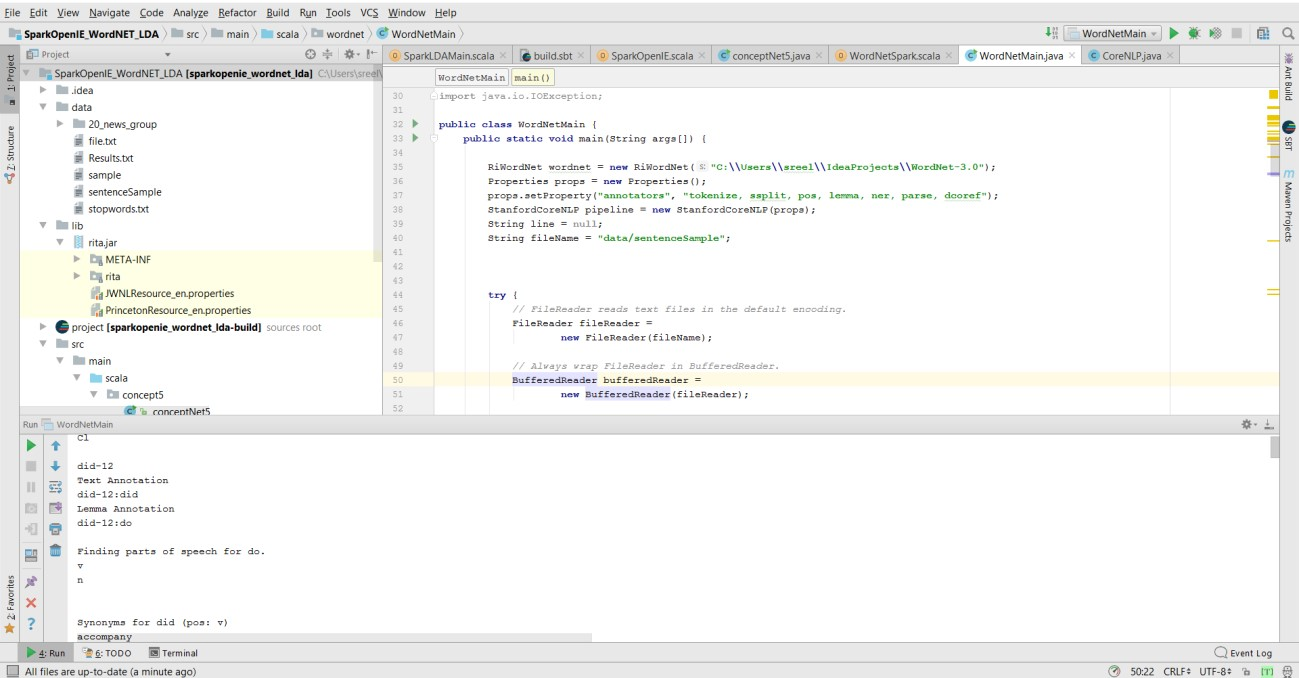 File Edit View Navigate Code Analyze Refactor Build Run Tools VCS Window Help
SparkOpenIE_WordNET_LDA src main scala wordnet WordNetMain
WordNetMain
Project
SparkLDAMain.scala build.sbt SparkOpenIE.scala conceptNet5.java WordNetSpark.scala WordNetMain.java CoreNLP.java
1: Project
Z: Structure
2: Favorites
SparkOpenIE_WordNET_LDA [sparkopenie_wordnet_lda] C:\Users\sreel\
.idea
data
20_news_group
file.txt
Results.txt
sample
sentenceSample
stopwords.txt
lib
rita.jar
META-INF
rita
JWNLResource_en.properties
PrincetonResource_en.properties
project [sparkopenie_wordnet_lda-build] sources root
src
main
scala
concept5
conceptNet5
WordNetMain main()
30 import java.io.IOException;
31
32 public class WordNetMain {
33 public static void main(String args[]) {
34
35 RiWordNet wordnet = new RiWordNet( "C:\\Users\\sreel\\IdeaProjects\\WordNet-3.0");
36 Properties props = new Properties();
37 props.setProperty("annotators", "tokenize, ssplit, pos, lemma, ner, parse, dcoref");
38 StanfordCoreNLP pipeline = new StanfordCoreNLP(props);
39 String line = null;
40 String fileName = "data/sentenceSample";
41
42
43
44 try {
45 // FileReader reads text files in the default encoding.
46 FileReader fileReader =
47 new FileReader(fileName);
48
49 // Always wrap FileReader in BufferedReader.
50 BufferedReader bufferedReader =
51 new BufferedReader(fileReader);
52
Ant Build
SBT
Maven Projects
Run WordNetMain
Cl
did-12
Text Annotation
did-12:did
Lemma Annotation
did-12:do
Finding parts of speech for do.
v
n
Synonyms for did (pos: v)
accompany
4: Run 6: TODO Terminal Event Log
All files are up-to-date (a minute ago) 50:22 CRLF UTF-8 [T]